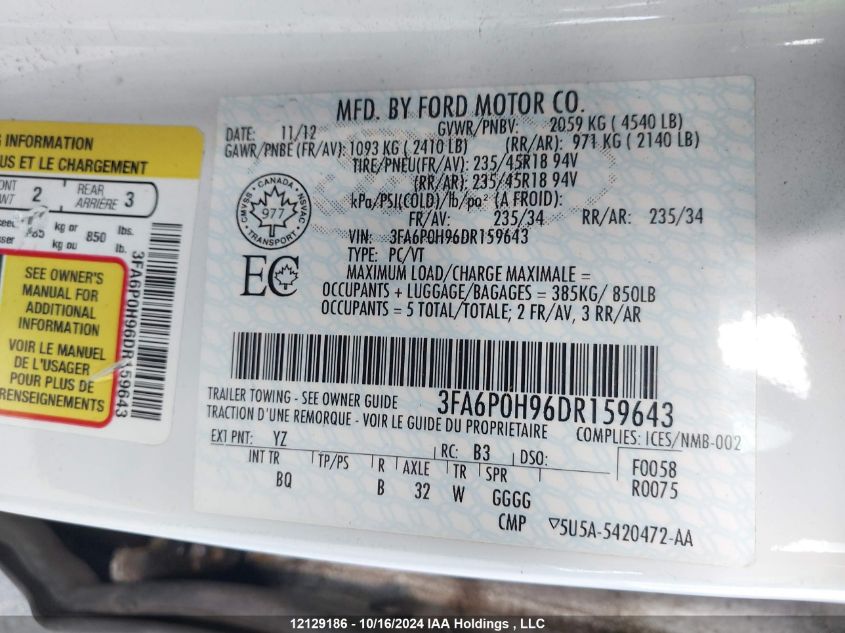 G INFORMATION
US ET LE CHARGEMENT
2
REAR
ARRIÈRE 3
kg or
kg ou
850
lbs.
lb.
SEE OWNER'S
MANUAL FOR
ADDITIONAL
INFORMATION
VOIR LE MANUEL
DE L'USAGER
POUR PLUS DE
RENSEIGNEMENTS
3FA6P0H96DR159643
MFD. BY FORD MOTOR CO.
DATE: 11/12 GVWR/PNBV: 2059 KG ( 4540 LB)
GAWR/PNBE (FR/AV): 1093 KG ( 2410 LB) (RR/AR): 971 KG ( 2140 LB)
TIRE/PNEU(FR/AV): 235/45R18 94V
(RR/AR): 235/45R18 94V
kPa/PSI(COLD)/lb/pq² (A FROID):
FR/AV: 235/34 RR/AR: 235/34
VIN: 3FA6P0H96DR159643
TYPE: PC/VT
CANADA
CMVSS
NSVAC
977
TRANSPORT
EC
MAXIMUM LOAD/CHARGE MAXIMALE =
OCCUPANTS + LUGGAGE/BAGAGES = 385KG/ 850LB
OCCUPANTS = 5 TOTAL/TOTALE; 2 FR/AV, 3 RR/AR
TRAILER TOWING - SEE OWNER GUIDE 3FA6P0H96DR159643
TRACTION D'UNE REMORQUE - VOIR LE GUIDE DU PROPRIETAIRE
COMPLIES: ICES/NMB-002
EXT PNT: YZ RC: B3 DSO:
INT TR TP/PS R AXLE TR SPR F0058
BQ B 32 W GGGG R0075
CMP ▽5U5A-5420472-AA
12129186 - 10/16/2024 IAA Holdings , LLC